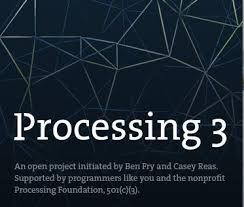 Processing 3
An open project initiated by Ben Fry and Casey Reas.
Supported by programmers like you and the nonprofit
Processing Foundation, 501(c)(3).